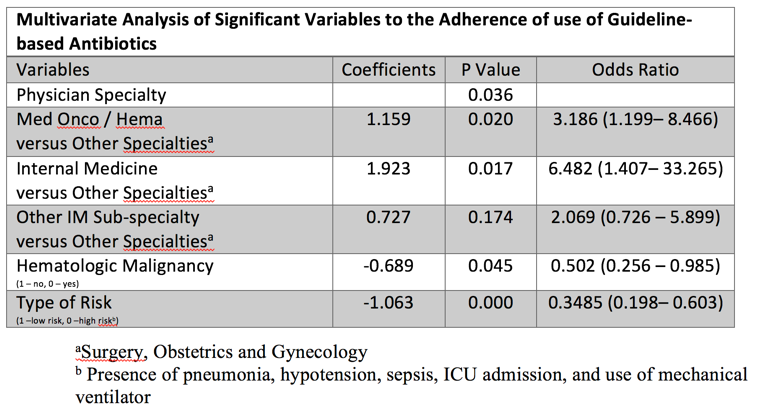 Multivariate Analysis of Significant Variables to the Adherence of use of Guideline-
based Antibiotics
Variables Coefficients P Value Odds Ratio
Physician Specialty 0.036
Med Onco / Hema 1.159 0.020 3.186 (1.199– 8.466)
versus Other Specialtiesᵃ
Internal Medicine 1.923 0.017 6.482 (1.407– 33.265)
versus Other Specialtiesᵃ
Other IM Sub-specialty 0.727 0.174 2.069 (0.726 – 5.899)
versus Other Specialtiesᵃ
Hematologic Malignancy -0.689 0.045 0.502 (0.256 – 0.985)
(1 – no, 0 – yes)
Type of Risk -1.063 0.000 0.3485 (0.198– 0.603)
(1 –low risk, 0 –high riskᵇ)
ᵃSurgery, Obstetrics and Gynecology
ᵇ Presence of pneumonia, hypotension, sepsis, ICU admission, and use of mechanical
ventilator